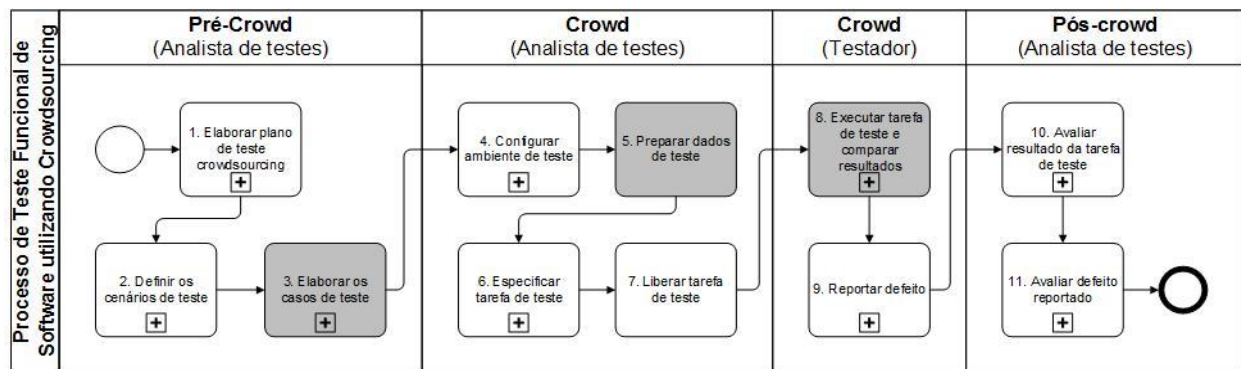 Processo de Teste Funcional de
Software utilizando Crowdsourcing
Pré-Crowd
(Analista de testes)
Crowd
(Analista de testes)
Crowd
(Testador)
Pós-crowd
(Analista de testes)
1. Elaborar plano
de teste
crowdsourcing
2. Definir os
cenários de teste
3. Elaborar os
casos de teste
4. Configurar
ambiente de teste
5. Preparar dados
de teste
6. Especificar
tarefa de teste
7. Liberar tarefa
de teste
8. Executar tarefa
de teste e
comparar
resultados
9. Reportar defeito
10. Avaliar
resultado da tarefa
de teste
11. Avaliar defeito
reportado